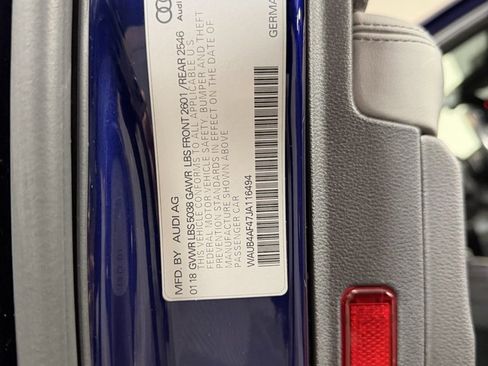 MFD. BY AUDI AG
01 18 GVWR LBS 5038 GAWR LBS FRONT 2601 /REAR 2546
THIS VEHICLE CONFORMS TO ALL APPLICABLE U S
FEDERAL MOTOR VEHICLE SAFETY, BUMPER AND THEFT
PREVENTION STANDARDS IN EFFECT ON THE DATE OF
MANUFACTURE SHOWN ABOVE
PASSENGER CAR
WAUB4AF47JA116494
Audi
GERMANY